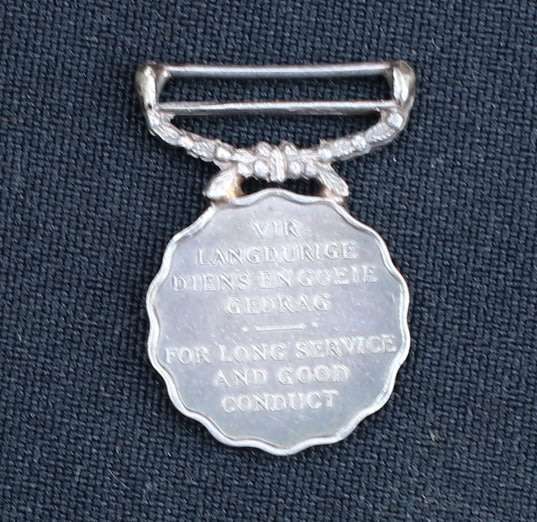 VIR
LANGDURIGE
DIENS EN GOEIE
GEDRAG
FOR LONG SERVICE
AND GOOD
CONDUCT